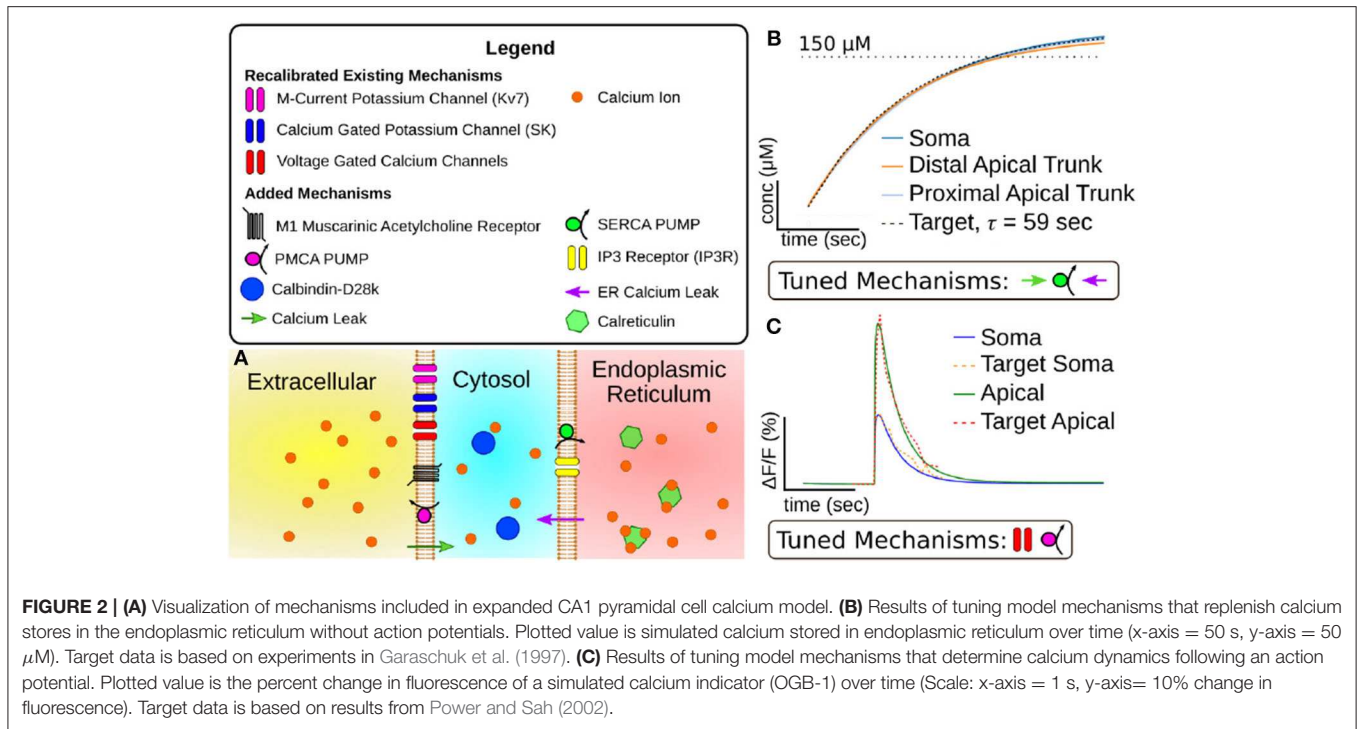 Legend
Recalibrated Existing Mechanisms
M-Current Potassium Channel (Kv7)
Calcium Ion
Calcium Gated Potassium Channel (SK)
Voltage Gated Calcium Channels
Added Mechanisms
M1 Muscarinic Acetylcholine Receptor
SERCA PUMP
PMCA PUMP
IP3 Receptor (IP3R)
Calbindin-D28k
ER Calcium Leak
Calcium Leak
Calreticulin
A
Extracellular
Cytosol
Endoplasmic
Reticulum
B
150 µM
Soma
Distal Apical Trunk
Proximal Apical Trunk
Target, τ = 59 sec
conc (µM)
time (sec)
Tuned Mechanisms:
C
Soma
Target Soma
Apical
Target Apical
ΔF/F (%)
time (sec)
Tuned Mechanisms:
FIGURE 2 | (A) Visualization of mechanisms included in expanded CA1 pyramidal cell calcium model. (B) Results of tuning model mechanisms that replenish calcium
stores in the endoplasmic reticulum without action potentials. Plotted value is simulated calcium stored in endoplasmic reticulum over time (x-axis = 50 s, y-axis = 50
µM). Target data is based on experiments in Garaschuk et al. (1997). (C) Results of tuning model mechanisms that determine calcium dynamics following an action
potential. Plotted value is the percent change in fluorescence of a simulated calcium indicator (OGB-1) over time (Scale: x-axis = 1 s, y-axis= 10% change in
fluorescence). Target data is based on results from Power and Sah (2002).